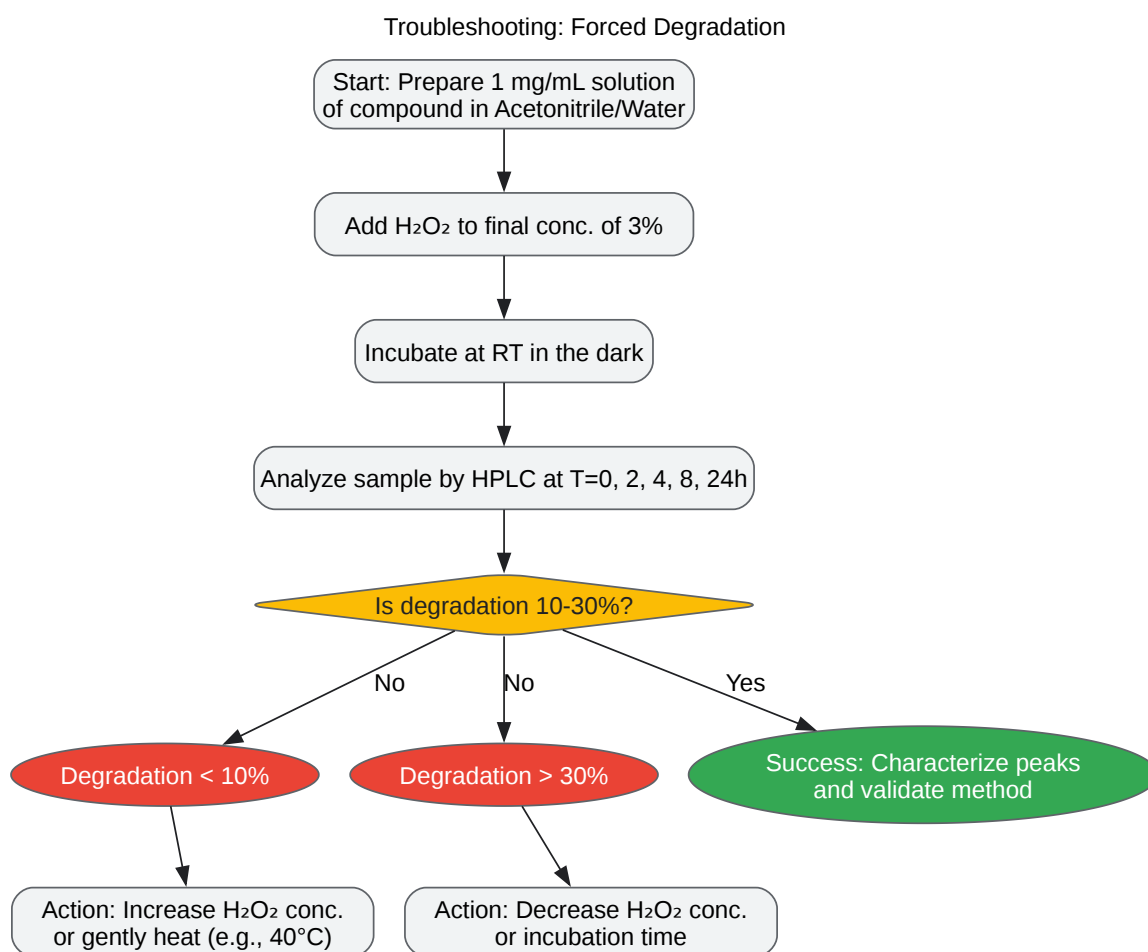 Troubleshooting: Forced Degradation
Start: Prepare 1 mg/mL solution
of compound in Acetonitrile/Water
Add H₂O₂ to final conc. of 3%
Incubate at RT in the dark
Analyze sample by HPLC at T=0, 2, 4, 8, 24h
Is degradation 10-30%?
No
No
Yes
Degradation < 10%
Degradation > 30%
Success: Characterize peaks
and validate method
Action: Increase H₂O₂ conc.
or gently heat (e.g., 40°C)
Action: Decrease H₂O₂ conc.
or incubation time